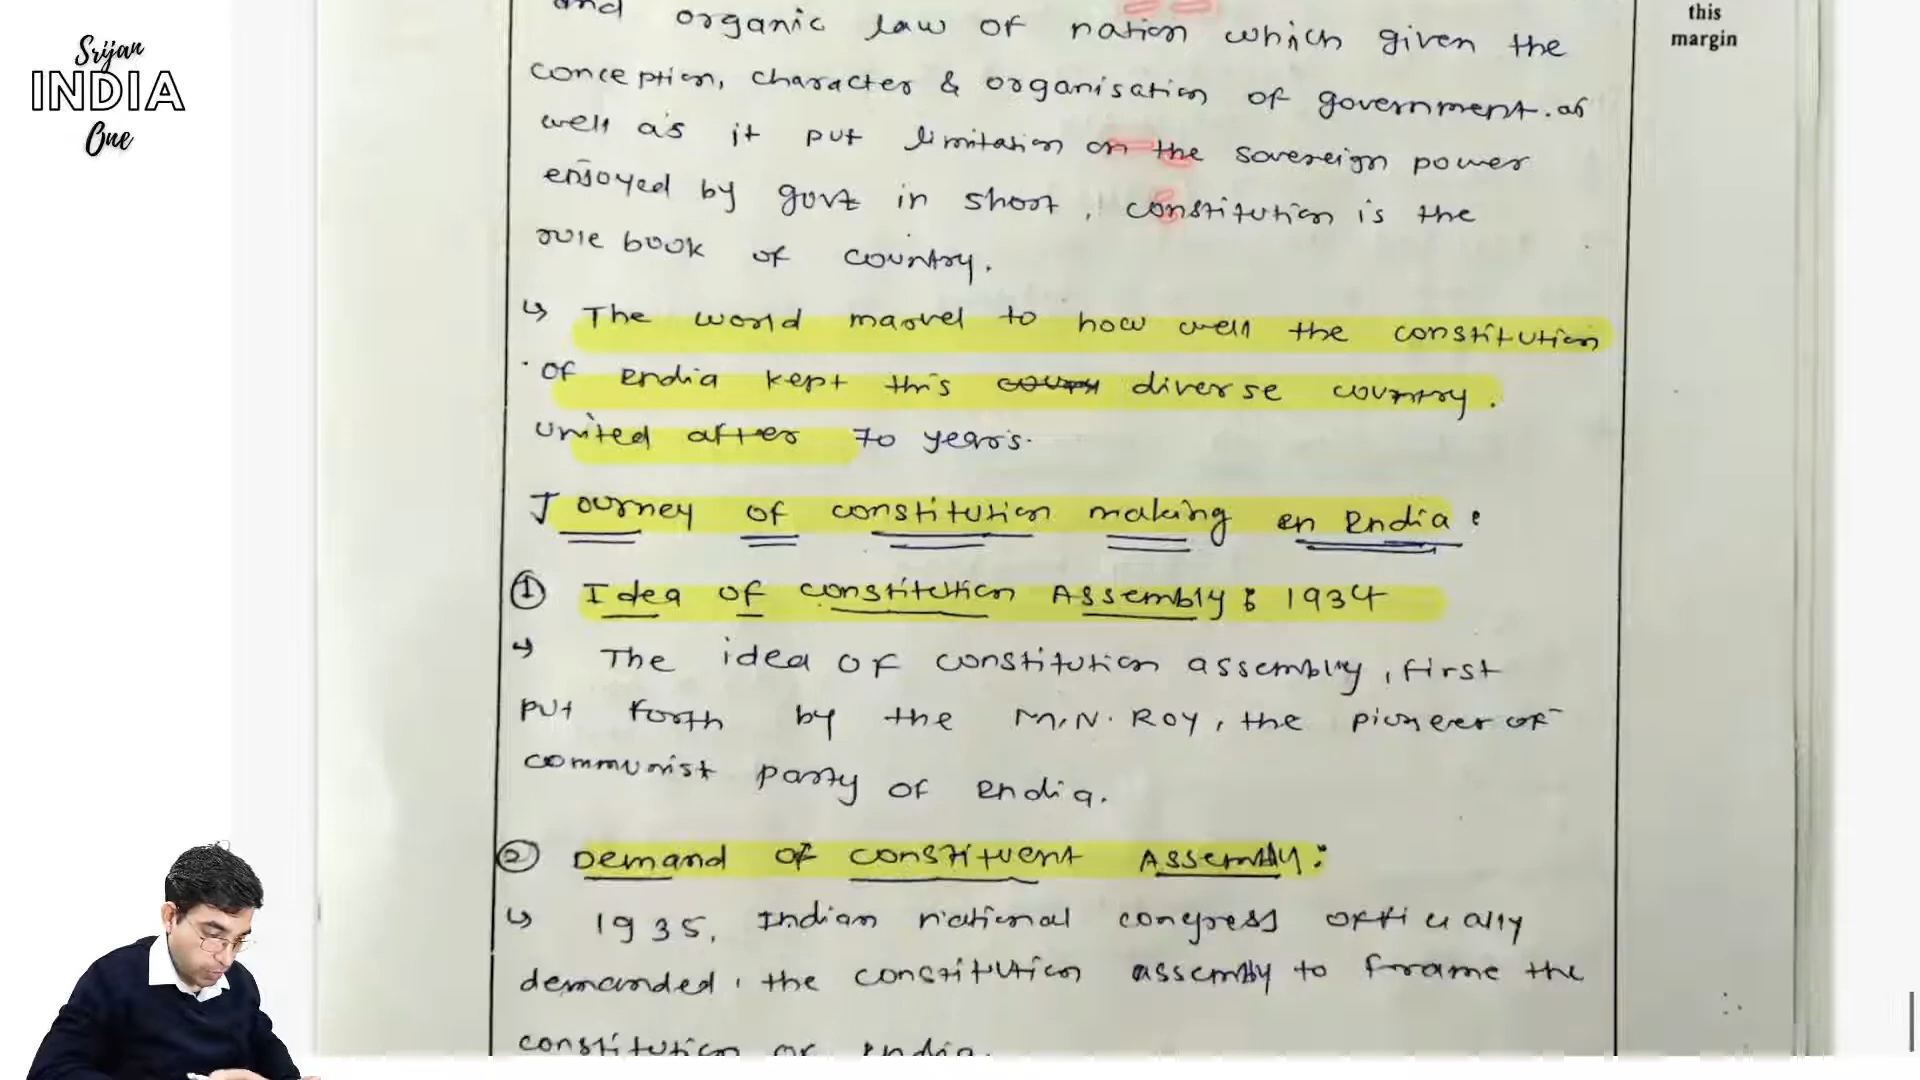 Srijan
INDIA
One
this
margin
and organic law of nation which given the
conception, character & organisation of government. as
well as it put limitation on the sovereign power
enjoyed by govt in short, constitution is the
rule book of country.
↳ The world marvel to how well the constitution
of India kept this diverse country.
united after 70 years.
Journey of constitution making in India:
① Idea of constitution Assembly: 1934
↳ The idea of constitution assembly, first
put forth by the M.N. Roy, the pioneer of
communist party of India.
② Demand of constituent Assembly:
↳ 1935, Indian national congress officially
demanded, the constitution assembly to frame the
constitution of India.